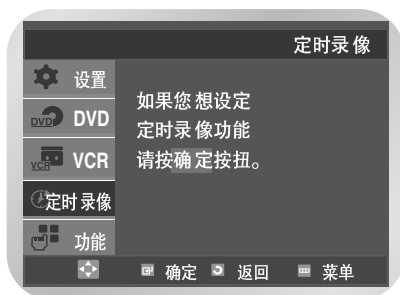 定时录像
设置
DVD DVD
VCR VCR
定时录像
功能
如果您想设定
定时录像功能
请按确定按扭。
确定 返回 菜单